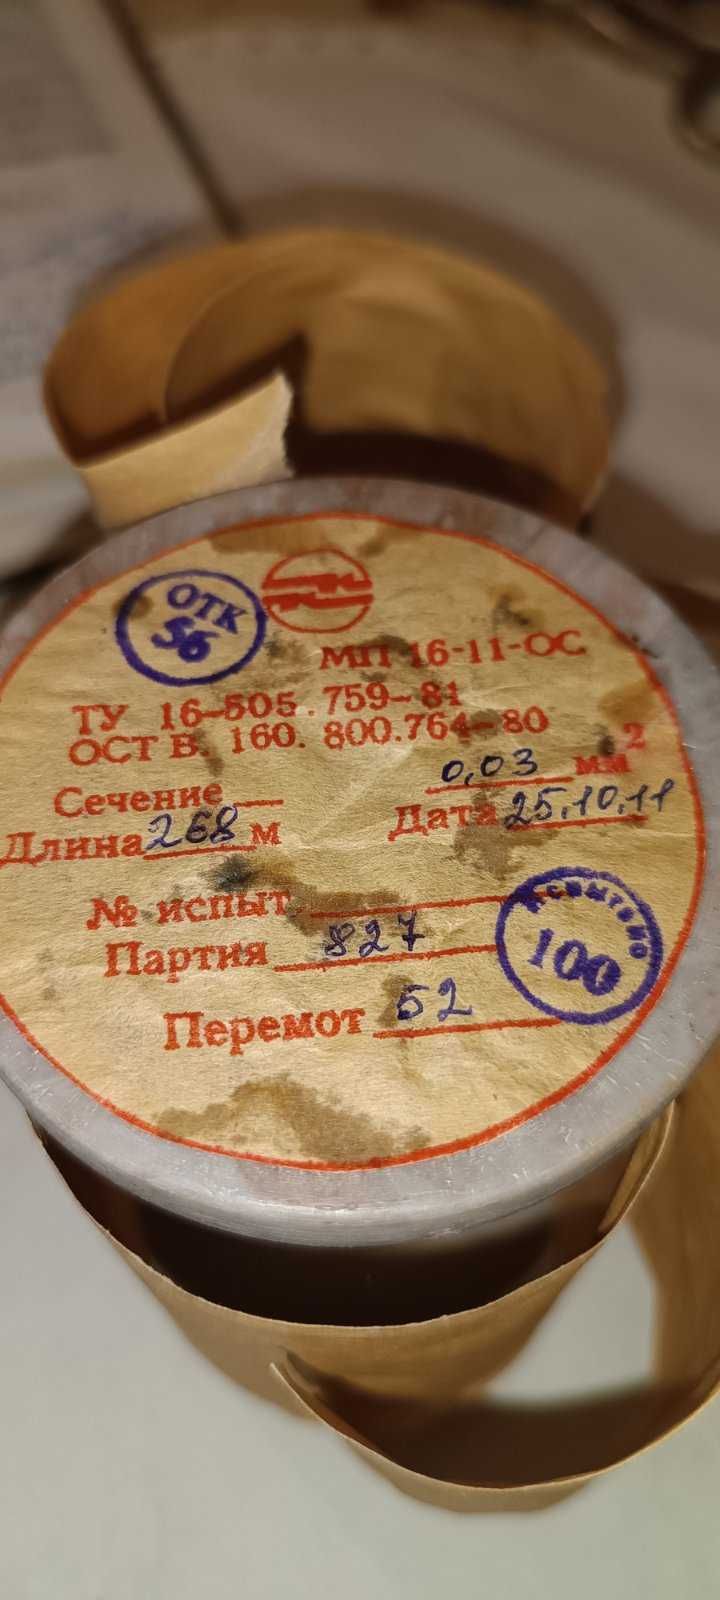 ОТК
56
МП 16-11-ОС
ТУ 16-505.759-81
ОСТ В. 160. 800.764-80
Сечение 0,03 мм²
Длина 268 м Дата 25.10.11
№ испыт.
Испытано
100
Партия 827
Перемот 52